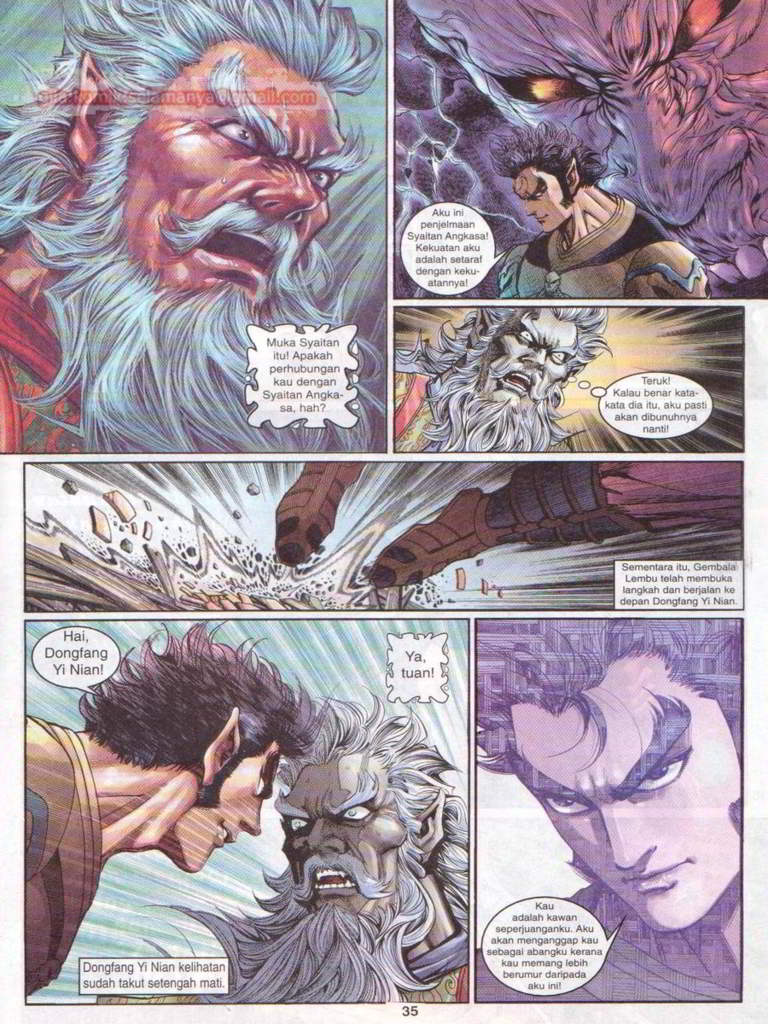 Muka Syaitan
itu! Apakah
perhubungan
kau dengan
Syaitan Angka-
sa, hah?
Aku ini
penjelmaan
Syaitan Angkasa!
Kekuatan aku
adalah setaraf
dengan keku-
atannya!
Teruk!
Kalau benar kata-
kata dia itu, aku pasti
akan dibunuhnya
nanti!
Sementara itu, Gembala
Lembu telah membuka
langkah dan berjalan ke
depan Dongfang Yi Nian.
Hai,
Dongfang
Yi Nian!
Ya,
tuan!
Dongfang Yi Nian kelihatan
sudah takut setengah mati.
Kau
adalah kawan
seperjuanganku. Aku
akan menganggap kau
sebagai abangku kerana
kau memang lebih
berumur daripada
aku ini!
35